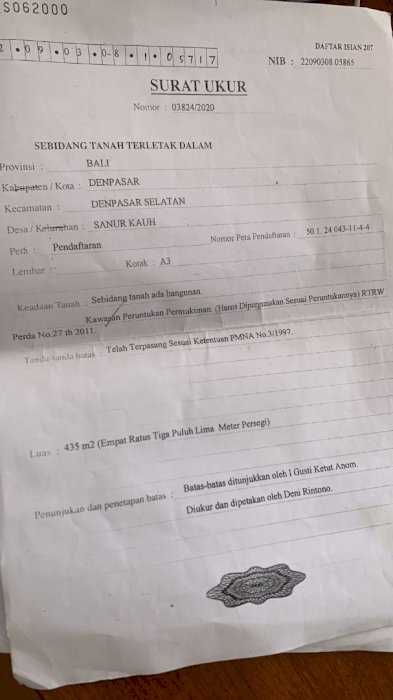 S062000
2 . 0 9 . 0 3 . 0 8 . 1 . 0 5 7 1 7
DAFTAR ISIAN 207
NIB : 22090308.05865
SURAT UKUR
Nomor : 03824/2020
SEBIDANG TANAH TERLETAK DALAM
Provinsi : BALI
Kabupaten / Kota : DENPASAR
Kecamatan : DENPASAR SELATAN
Desa / Kelurahan : SANUR KAUH
Peta : Pendaftaran Nomor Peta Pendaftaran : 50.1. 24.043-11-4-4
Lembar : Kotak : A3
Keadaan Tanah : Sebidang tanah ada bangunan.
Kawasan Peruntukan Permukiman. (Harus Dipergunakan Sesuai Peruntukannya) RTRW
Perda No.27 th 2011.
Tanda-tanda batas : Telah Terpasang Sesuai Ketentuan PMNA No.3/1997.
Luas : 435 m2 (Empat Ratus Tiga Puluh Lima Meter Persegi)
Penunjukan dan penetapan batas : Batas-batas ditunjukkan oleh I Gusti Ketut Anom.
Diukur dan dipetakan oleh Deni Rintono.